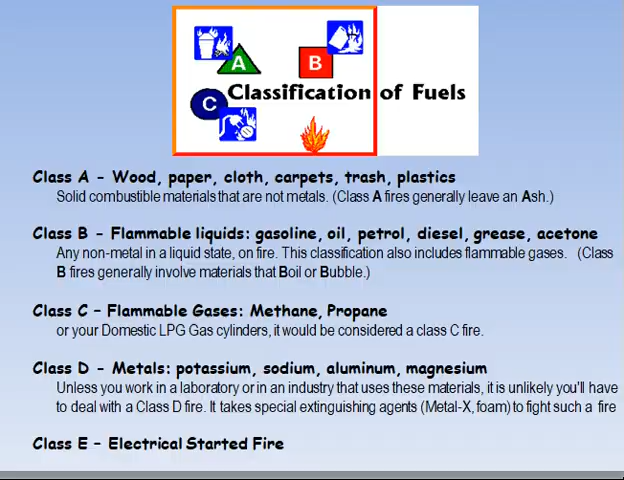 A
B
C
Classification of Fuels
Class A - Wood, paper, cloth, carpets, trash, plastics
Solid combustible materials that are not metals. (Class A fires generally leave an Ash.)
Class B - Flammable liquids: gasoline, oil, petrol, diesel, grease, acetone
Any non-metal in a liquid state, on fire. This classification also includes flammable gases. (Class
B fires generally involve materials that Boil or Bubble.)
Class C – Flammable Gases: Methane, Propane
or your Domestic LPG Gas cylinders, it would be considered a class C fire.
Class D - Metals: potassium, sodium, aluminum, magnesium
Unless you work in a laboratory or in an industry that uses these materials, it is unlikely you'll have
to deal with a Class D fire. It takes special extinguishing agents (Metal-X, foam) to fight such a fire
Class E – Electrical Started Fire